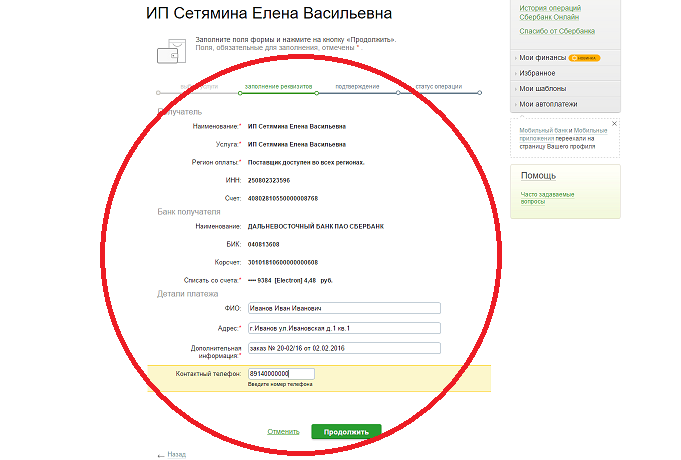 ИП Сетямина Елена Васильевна
Заполните поля формы и нажмите на кнопку «Продолжить».
Поля, обязательные для заполнения, отмечены * .
заполнение реквизитов
подтверждение
статус операции
Получатель
Наименование:* ИП Сетямина Елена Васильевна
Услуга:* ИП Сетямина Елена Васильевна
Регион оплаты:* Поставщик доступен во всех регионах.
ИНН: 250802323596
Счет: 40802810550000008768
Банк получателя
Наименование: ДАЛЬНЕВОСТОЧНЫЙ БАНК ПАО СБЕРБАНК
БИК: 040813608
Корсчет: 30101810600000000608
Списать со счета:* •••• 9384 [Electron] 4,48 руб.
Детали платежа
ФИО: Иванов Иван Иванович
Адрес:* г.Иванов ул.Ивановская д.1 кв.1
Дополнительная
информация:* заказ № 20-02/16 от 02.02.2016
Контактный телефон: 89140000000
Введите номер телефона
Отменить
Продолжить
← Назад
История операций
Сбербанк Онлайн
Спасибо от Сбербанка
Мои финансы
Избранное
Мои шаблоны
Мои автоплатежи
Мобильный банк и Мобильные
приложения переехали на
страницу Вашего профиля
Помощь
Часто задаваемые
вопросы